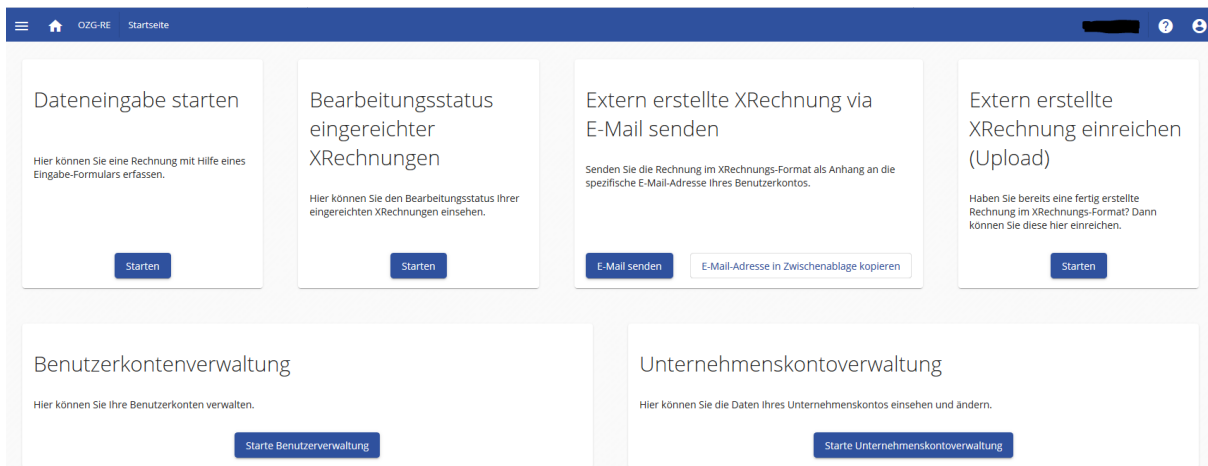 OZG-RE Startseite
Dateneingabe starten
Hier können Sie eine Rechnung mit Hilfe eines
Eingabe-Formulars erfassen.
Starten
Bearbeitungsstatus
eingereichter
XRechnungen
Hier können Sie den Bearbeitungsstatus Ihrer
eingereichten XRechnungen einsehen.
Starten
Extern erstellte XRechnung via
E-Mail senden
Senden Sie die Rechnung im XRechnungs-Format als Anhang an die
spezifische E-Mail-Adresse Ihres Benutzerkontos.
E-Mail senden
E-Mail-Adresse in Zwischenablage kopieren
Extern erstellte
XRechnung einreichen
(Upload)
Haben Sie bereits eine fertig erstellte
Rechnung im XRechnungs-Format? Dann
können Sie diese hier einreichen.
Starten
Benutzerkontenverwaltung
Hier können Sie Ihre Benutzerkonten verwalten.
Starte Benutzerverwaltung
Unternehmenskontoverwaltung
Hier können Sie die Daten Ihres Unternehmenskontos einsehen und ändern.
Starte Unternehmenskontoverwaltung